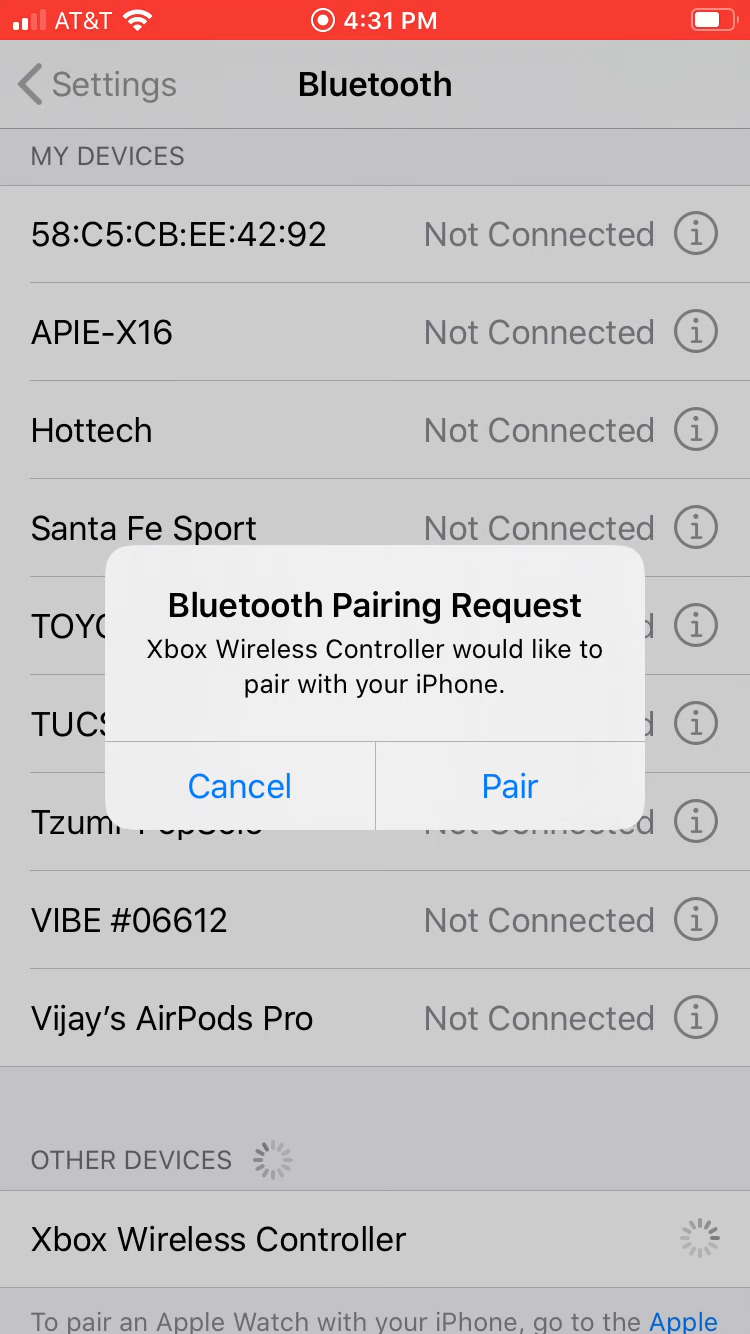 AT&T 4:31 PM
Settings Bluetooth
MY DEVICES
58:C5:CB:EE:42:92 Not Connected
APIE-X16 Not Connected
Hottech Not Connected
Santa Fe Sport Not Connected
Bluetooth Pairing Request
Xbox Wireless Controller would like to
pair with your iPhone.
Cancel Pair
VIBE #06612 Not Connected
Vijay’s AirPods Pro Not Connected
OTHER DEVICES
Xbox Wireless Controller
To pair an Apple Watch with your iPhone, go to the Apple